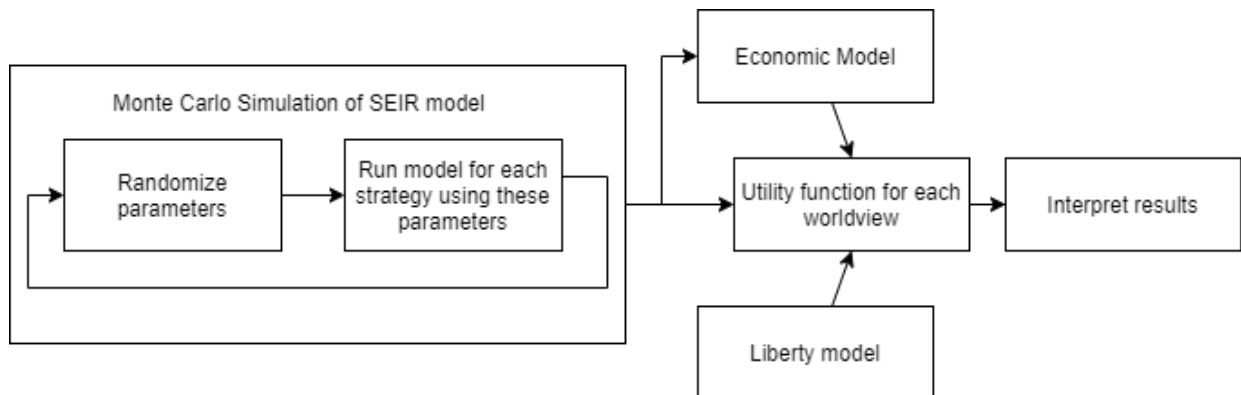 Economic Model
Monte Carlo Simulation of SEIR model
Randomize
parameters
Run model for each
strategy using these
parameters
Utility function for each
worldview
Interpret results
Liberty model